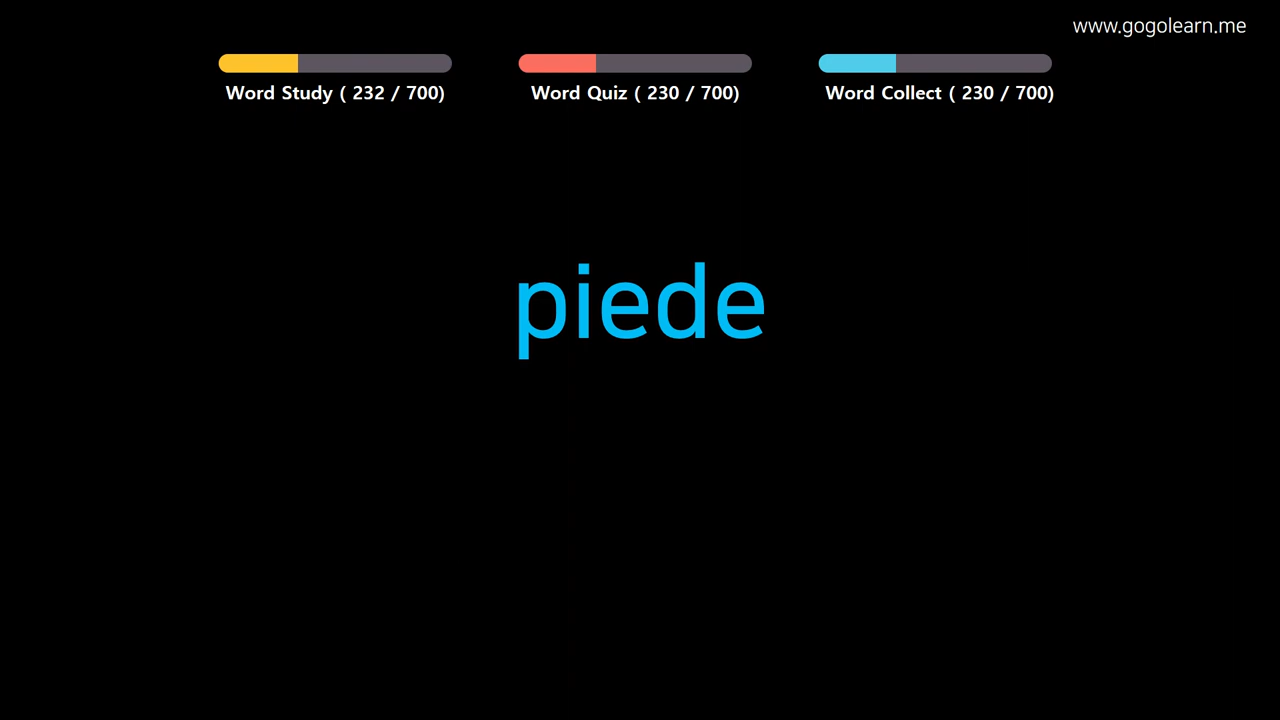 www.gogolearn.me
Word Study ( 232 / 700)
Word Quiz ( 230 / 700)
Word Collect ( 230 / 700)
piede